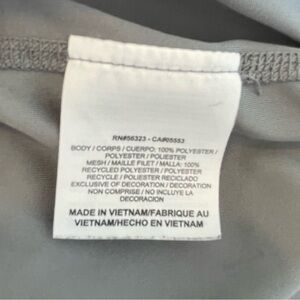 RN#56323 - CA#05553
BODY / CORPS / CUERPO: 100% POLYESTER /
POLYESTER / POLIESTER
MESH / MAILLE FILET / MALLA: 100%
RECYCLED POLYESTER / POLYESTER
RECYCLE / POLIESTER RECICLADO
EXCLUSIVE OF DECORATION / DECORATION
NON COMPRISE / NO INCLUYE LA
DECORACION
MADE IN VIETNAM/FABRIQUE AU
VIETNAM/HECHO EN VIETNAM